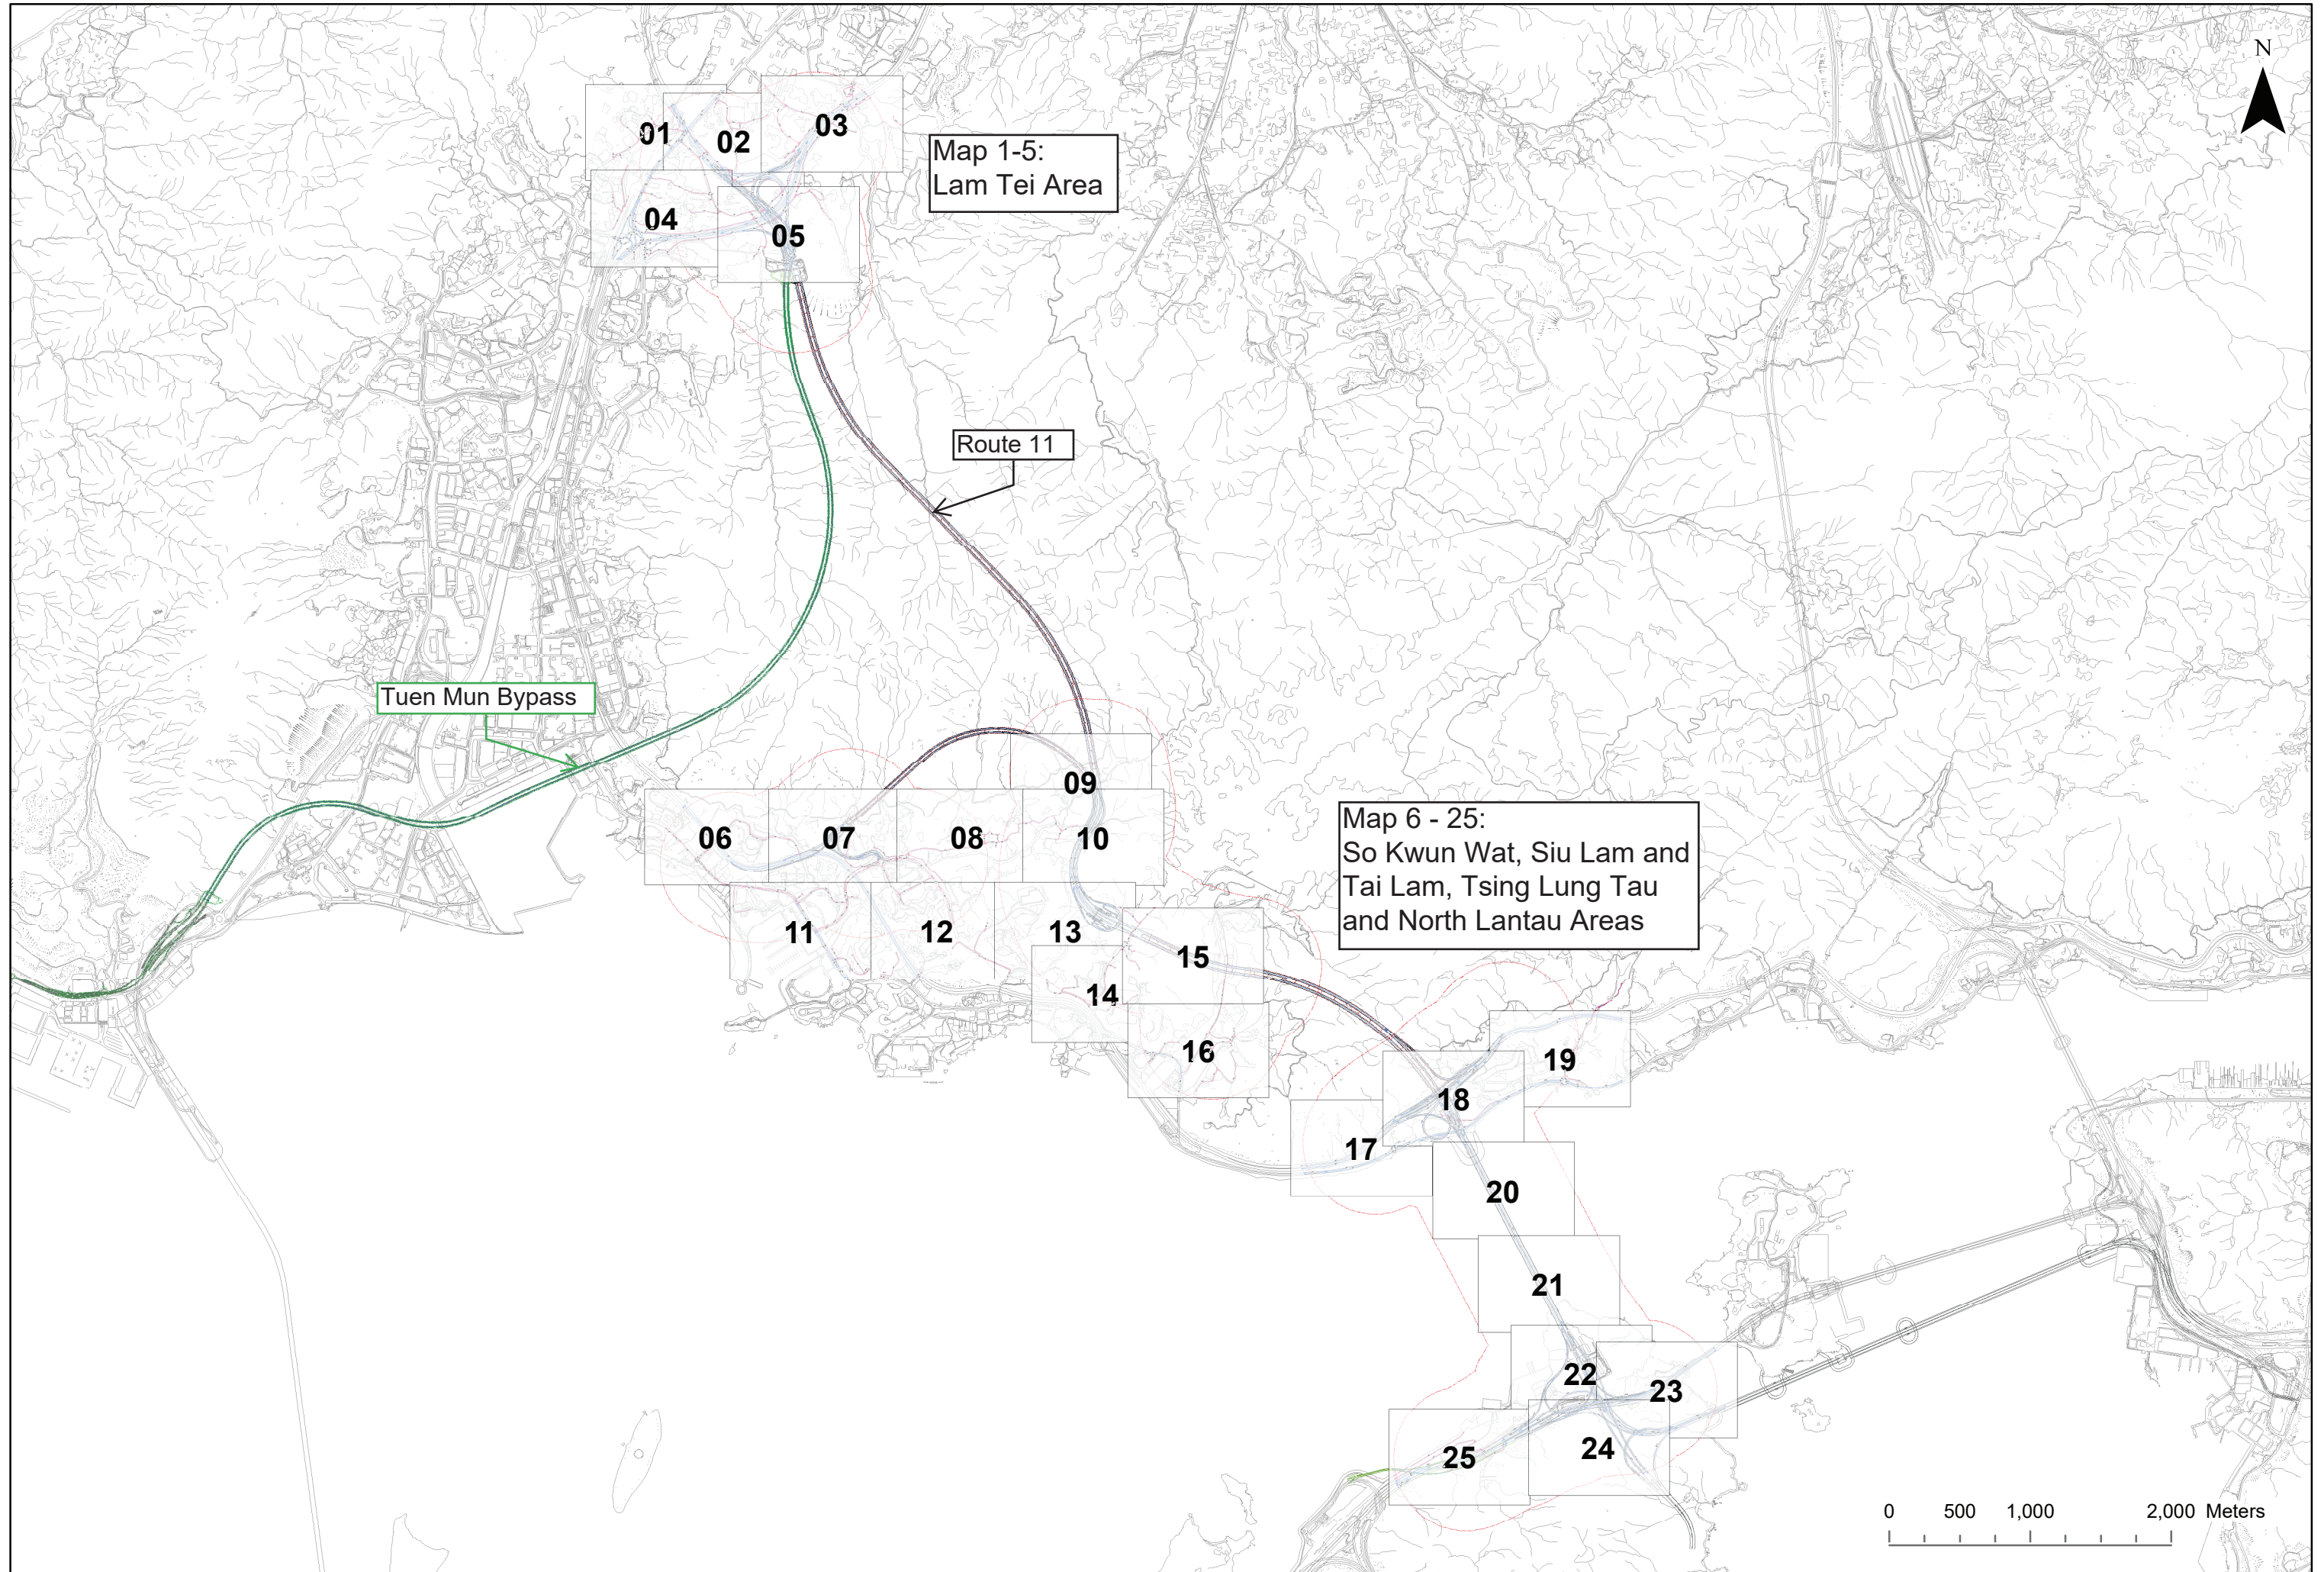 N
01
02
03
Map 1-5:
Lam Tei Area
04
05
Route 11
Tuen Mun Bypass
09
06
07
08
10
Map 6 - 25:
So Kwun Wat, Siu Lam and
Tai Lam, Tsing Lung Tau
and North Lantau Areas
11
12
13
15
14
16
19
18
17
20
21
22
23
24
25
0 500 1,000 2,000 Meters